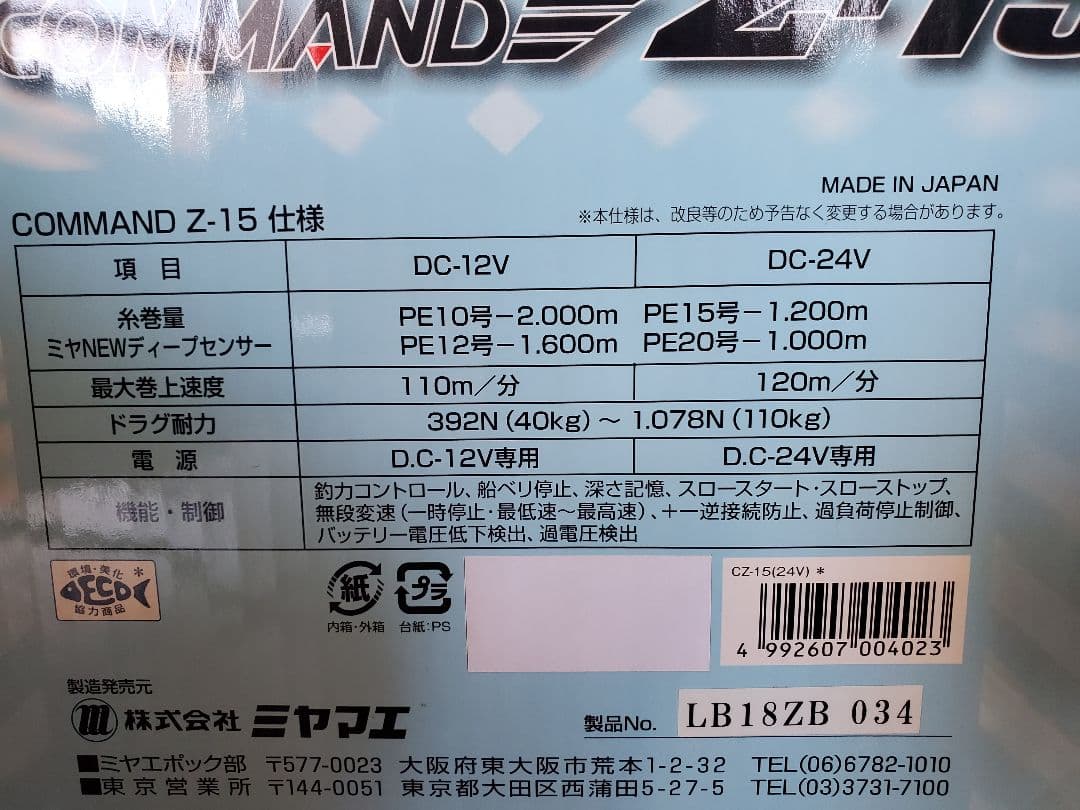 COMMAND Z-15
MADE IN JAPAN
COMMAND Z-15 仕様
※本仕様は、改良等のため予告なく変更する場合があります。
項 目 DC-12V DC-24V
糸巻量 PE10号-2.000m PE15号-1.200m
ミヤNEWディープセンサー PE12号-1.600m PE20号-1.000m
最大巻上速度 110m/分 120m/分
ドラグ耐力 392N(40kg)~1.078N(110kg)
電 源 D.C-12V専用 D.C-24V専用
釣力コントロール、船ベリ停止、深さ記憶、スロースタート・スローストップ、
機能・制御 無段変速(一時停止・最低速~最高速)、+-逆接続防止、過負荷停止制御、
バッテリー電圧低下検出、過電圧検出
環境・美化 *
ECO
協力商品
紙
内箱・外箱
プラ
台紙:PS
CZ-15(24V) *
4 992607 004023
製造発売元
m 株式会社 ミヤマエ
製品No. LB18ZB 034
■ミヤエポック部 〒577-0023 大阪府東大阪市荒本1-2-32 TEL(06)6782-1010
■東京営業所 〒144-0051 東京都大田区西蒲田5-27-5 TEL(03)3731-7100